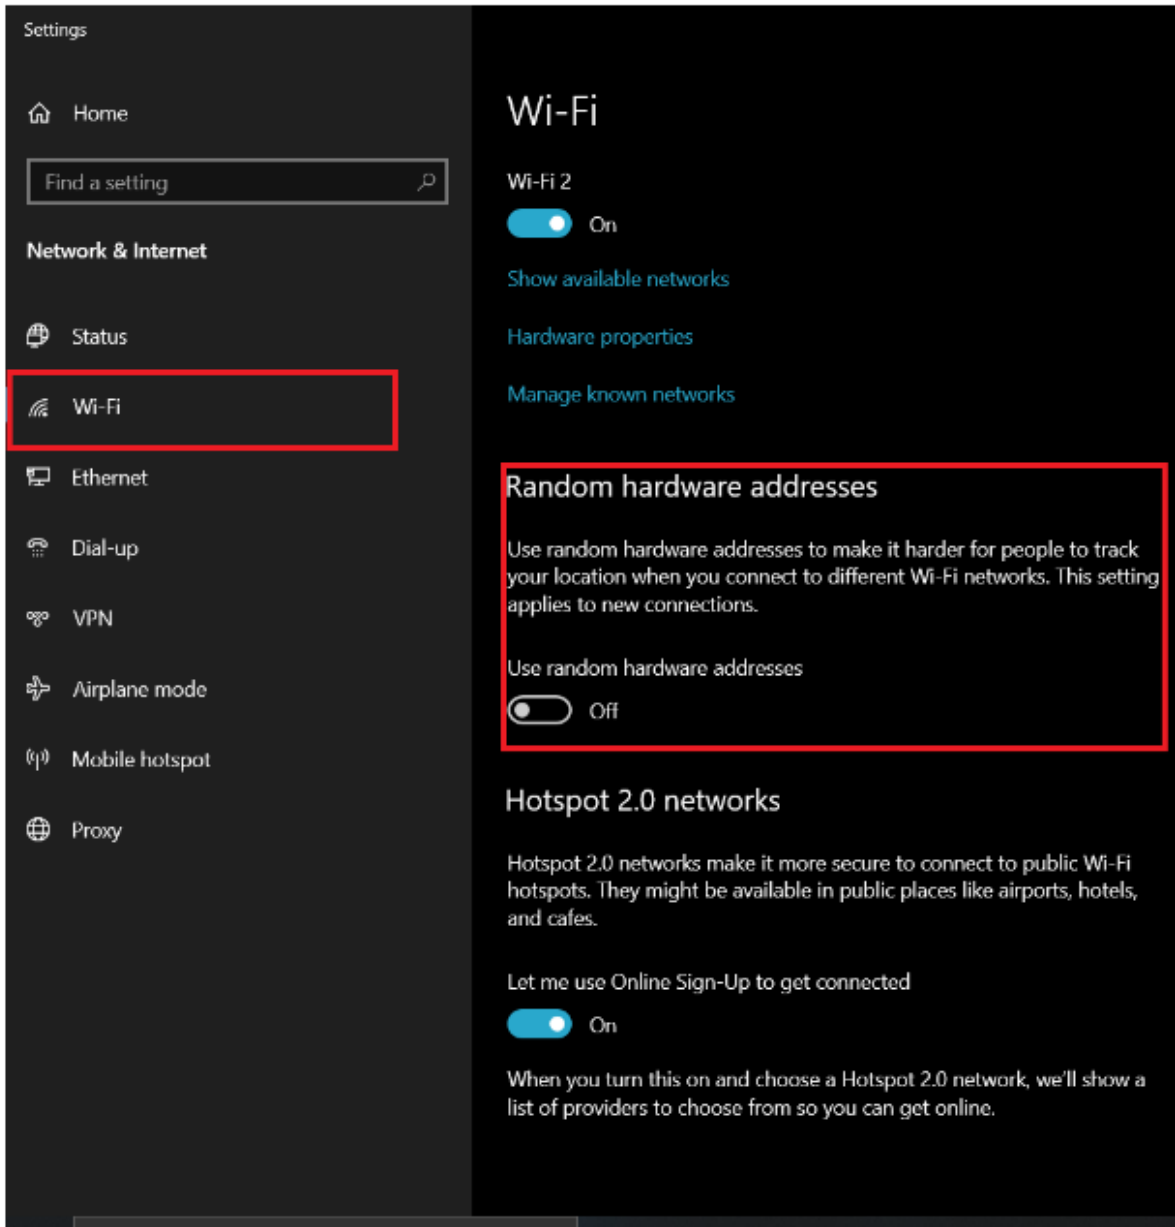 Settings
Home
Find a setting
Network & Internet
Status
Wi-Fi
Ethernet
Dial-up
VPN
Airplane mode
Mobile hotspot
Proxy
Wi-Fi
Wi-Fi 2
On
Show available networks
Hardware properties
Manage known networks
Random hardware addresses
Use random hardware addresses to make it harder for people to track
your location when you connect to different Wi-Fi networks. This setting
applies to new connections.
Use random hardware addresses
Off
Hotspot 2.0 networks
Hotspot 2.0 networks make it more secure to connect to public Wi-Fi
hotspots. They might be available in public places like airports, hotels,
and cafes.
Let me use Online Sign-Up to get connected
On
When you turn this on and choose a Hotspot 2.0 network, we'll show a
list of providers to choose from so you can get online.